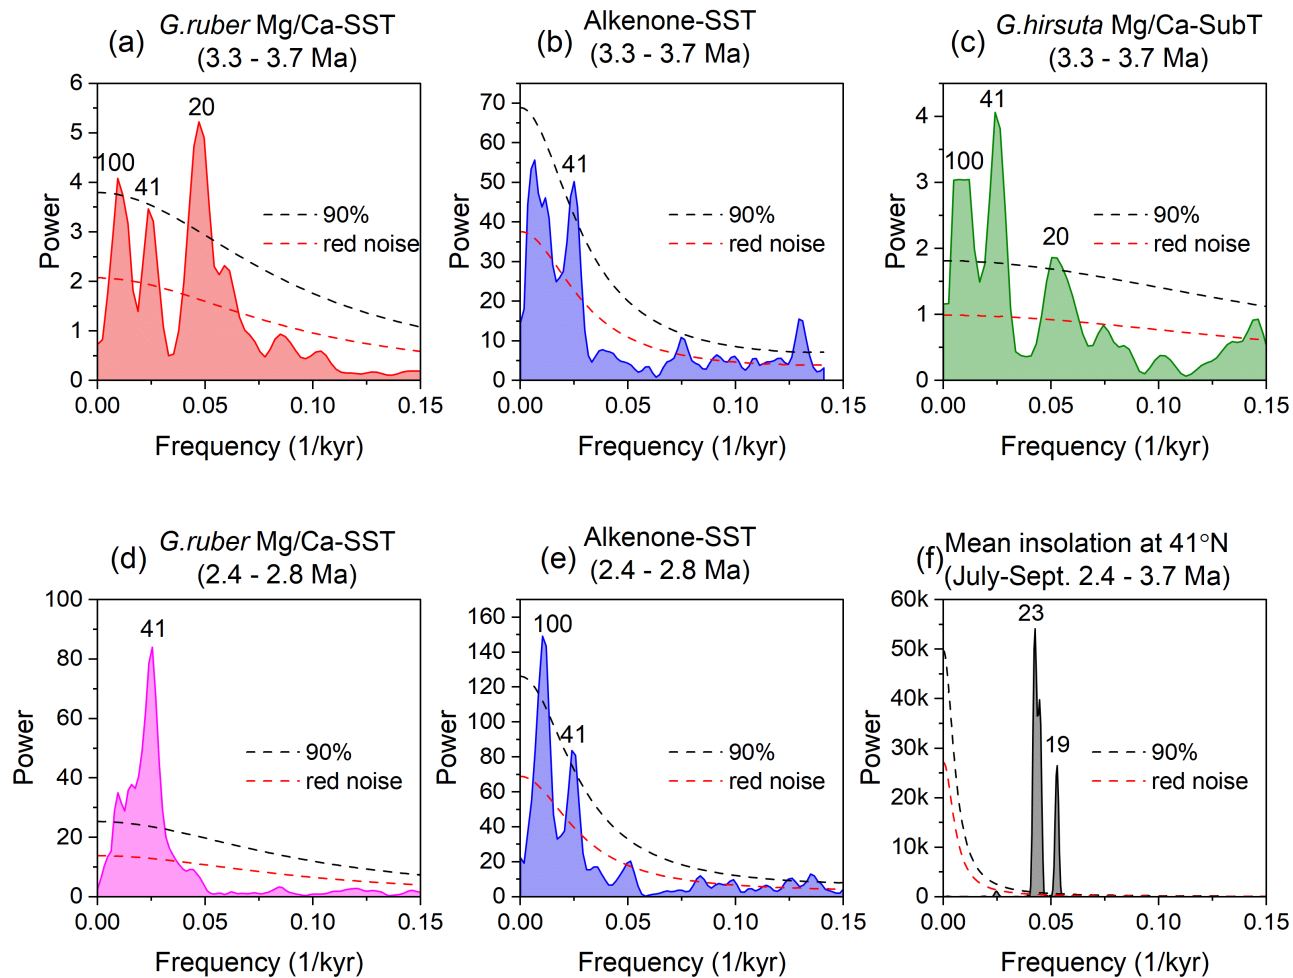 (a) G.ruber Mg/Ca-SST
(3.3 - 3.7 Ma)
6
5
4
3
2
1
0
Power
100
41
20
90%
red noise
0.00 0.05 0.10 0.15
Frequency (1/kyr)
(b) Alkenone-SST
(3.3 - 3.7 Ma)
70
60
50
40
30
20
10
0
Power
41
90%
red noise
0.00 0.05 0.10 0.15
Frequency (1/kyr)
(c) G.hirsuta Mg/Ca-SubT
(3.3 - 3.7 Ma)
4
3
2
1
0
Power
100
41
20
90%
red noise
0.00 0.05 0.10 0.15
Frequency (1/kyr)
(d) G.ruber Mg/Ca-SST
(2.4 - 2.8 Ma)
100
80
60
40
20
0
Power
41
90%
red noise
0.00 0.05 0.10 0.15
Frequency (1/kyr)
(e) Alkenone-SST
(2.4 - 2.8 Ma)
160
140
120
100
80
60
40
20
0
Power
100
41
90%
red noise
0.00 0.05 0.10 0.15
Frequency (1/kyr)
(f) Mean insolation at 41°N
(July-Sept. 2.4 - 3.7 Ma)
60k
50k
40k
30k
20k
10k
0
Power
23
19
90%
red noise
0.00 0.05 0.10 0.15
Frequency (1/kyr)